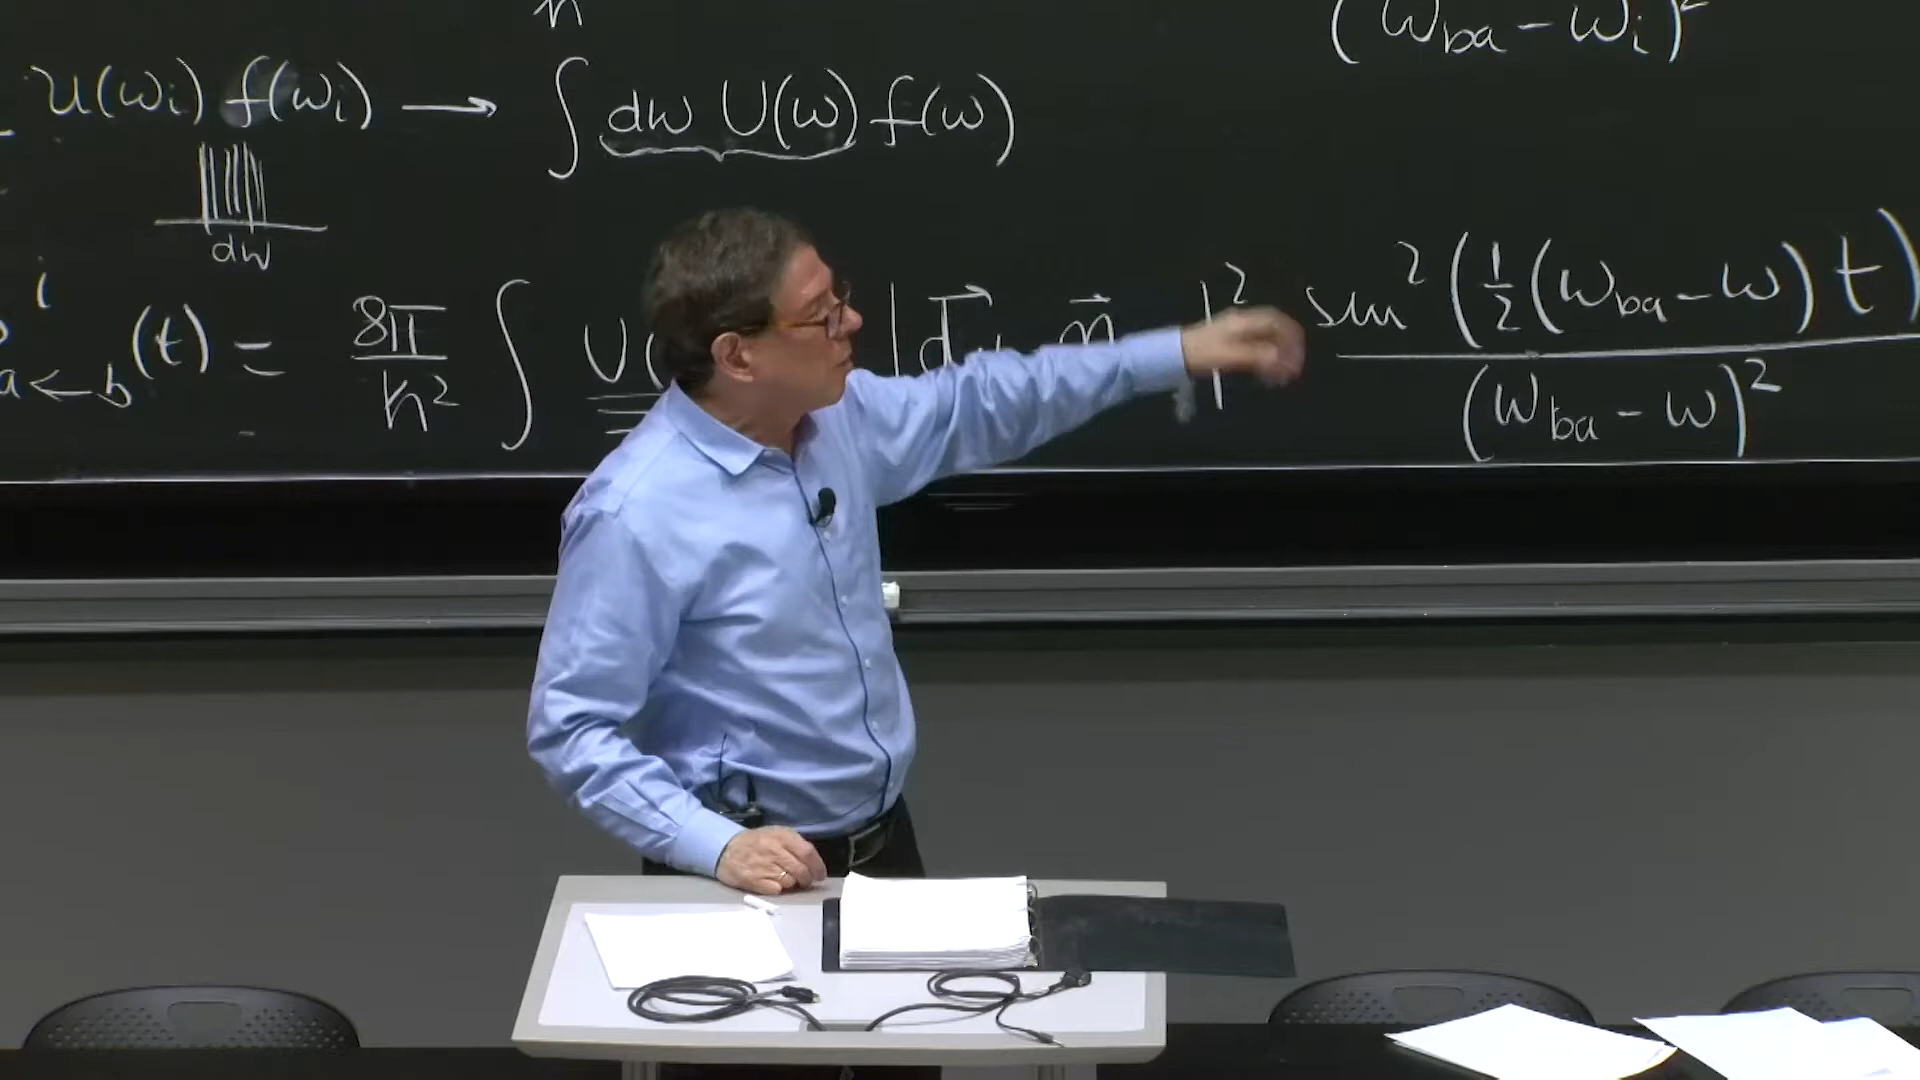 (ω_ba - ω_i)²
U(ω_i) f(ω_i) → ∫ dω U(ω) f(ω)
dω
i
a ← b (t) = 8π/ħ² ∫ U( |d⃗ n⃗ |² sin² (½(ω_ba - ω) t) / (ω_ba - ω)²